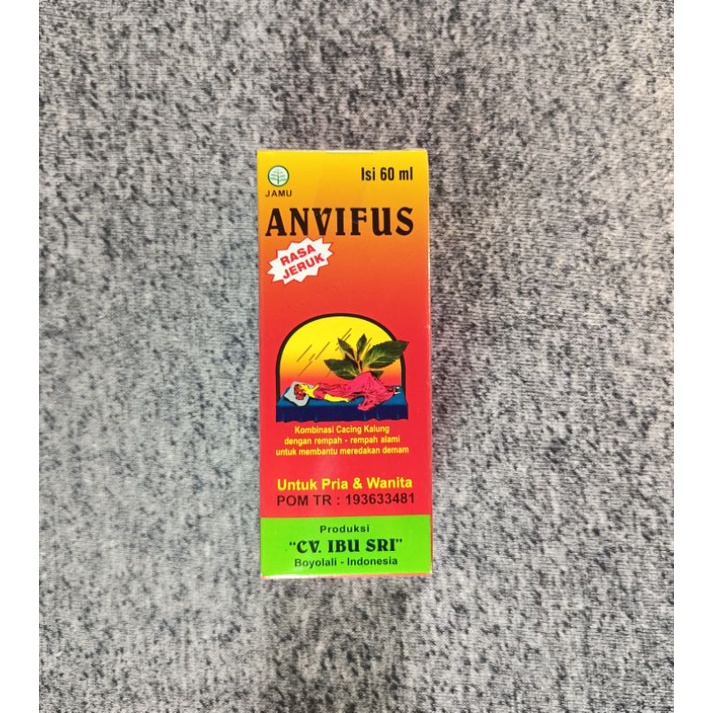 Isi 60 ml
JAMU
ANVIFUS
RASA
JERUK
Kombinasi Cacing Kalung
dengan rempah - rempah alami
untuk membantu meredakan demam
Untuk Pria & Wanita
POM TR : 193633481
Produksi
"CV. IBU SRI"
Boyolali - Indonesia